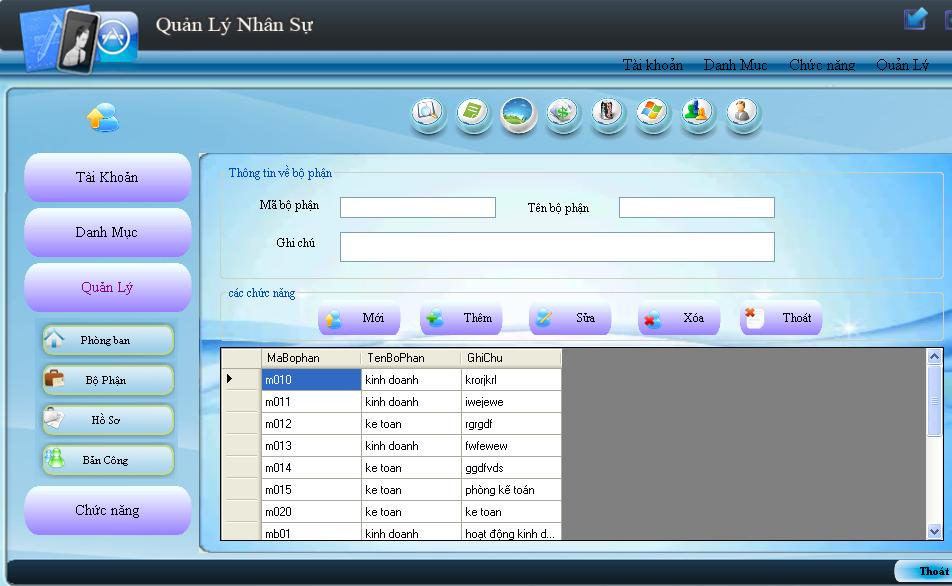 Quản Lý Nhân Sự
Tài khoản Danh Mục Chức năng Quản Lý
Tài Khoản
Danh Mục
Quản Lý
Phòng ban
Bộ Phận
Hồ Sơ
Bản Công
Chức năng
Thông tin về bộ phận
Mã bộ phận Tên bộ phận
Ghi chú
các chức năng
Mới Thêm Sửa Xóa Thoát
MaBophan TenBoPhan GhiChu
m010 kinh doanh krorjkrl
m011 kinh doanh iwejewe
m012 ke toan rgrgdf
m013 kinh doanh fwfewew
m014 ke toan ggdfvds
m015 ke toan phòng kế toán
m020 ke toan ke toan
mb01 kinh doanh hoạt động kinh d...
Thoát